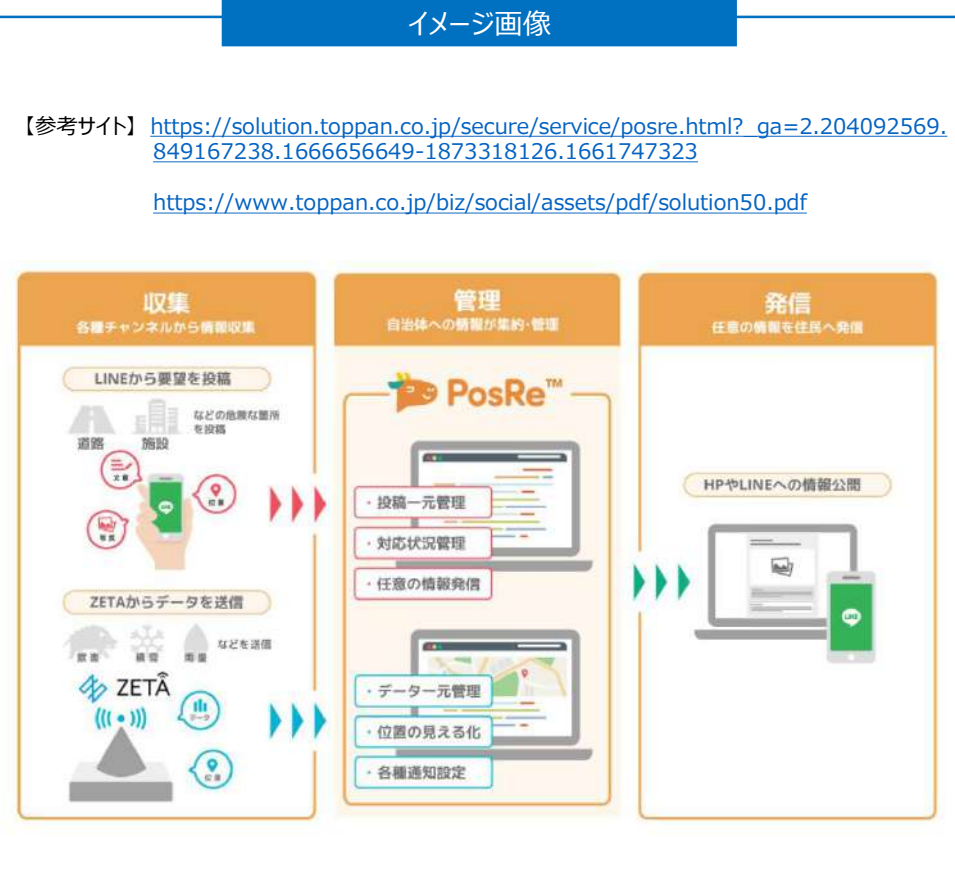 イメージ画像
【参考サイト】 https://solution.toppan.co.jp/secure/service/posre.html?_ga=2.204092569.
849167238.1666656649-1873318126.1661747323
https://www.toppan.co.jp/biz/social/assets/pdf/solution50.pdf
収集
各種チャンネルから情報収集
LINEから要望を投稿
などの危険な箇所
を投稿
道路
施設
文章
位置
写真
LINE
ZETAからデータを送信
などを送信
獣害
積雪
雨量
ZETA
データ
位置
管理
自治体への情報が集約・管理
PosRe™
・投稿一元管理
・対応状況管理
・任意の情報発信
・データ一元管理
・位置の見える化
・各種通知設定
発信
任意の情報を住民へ発信
HPやLINEへの情報公開
LINE